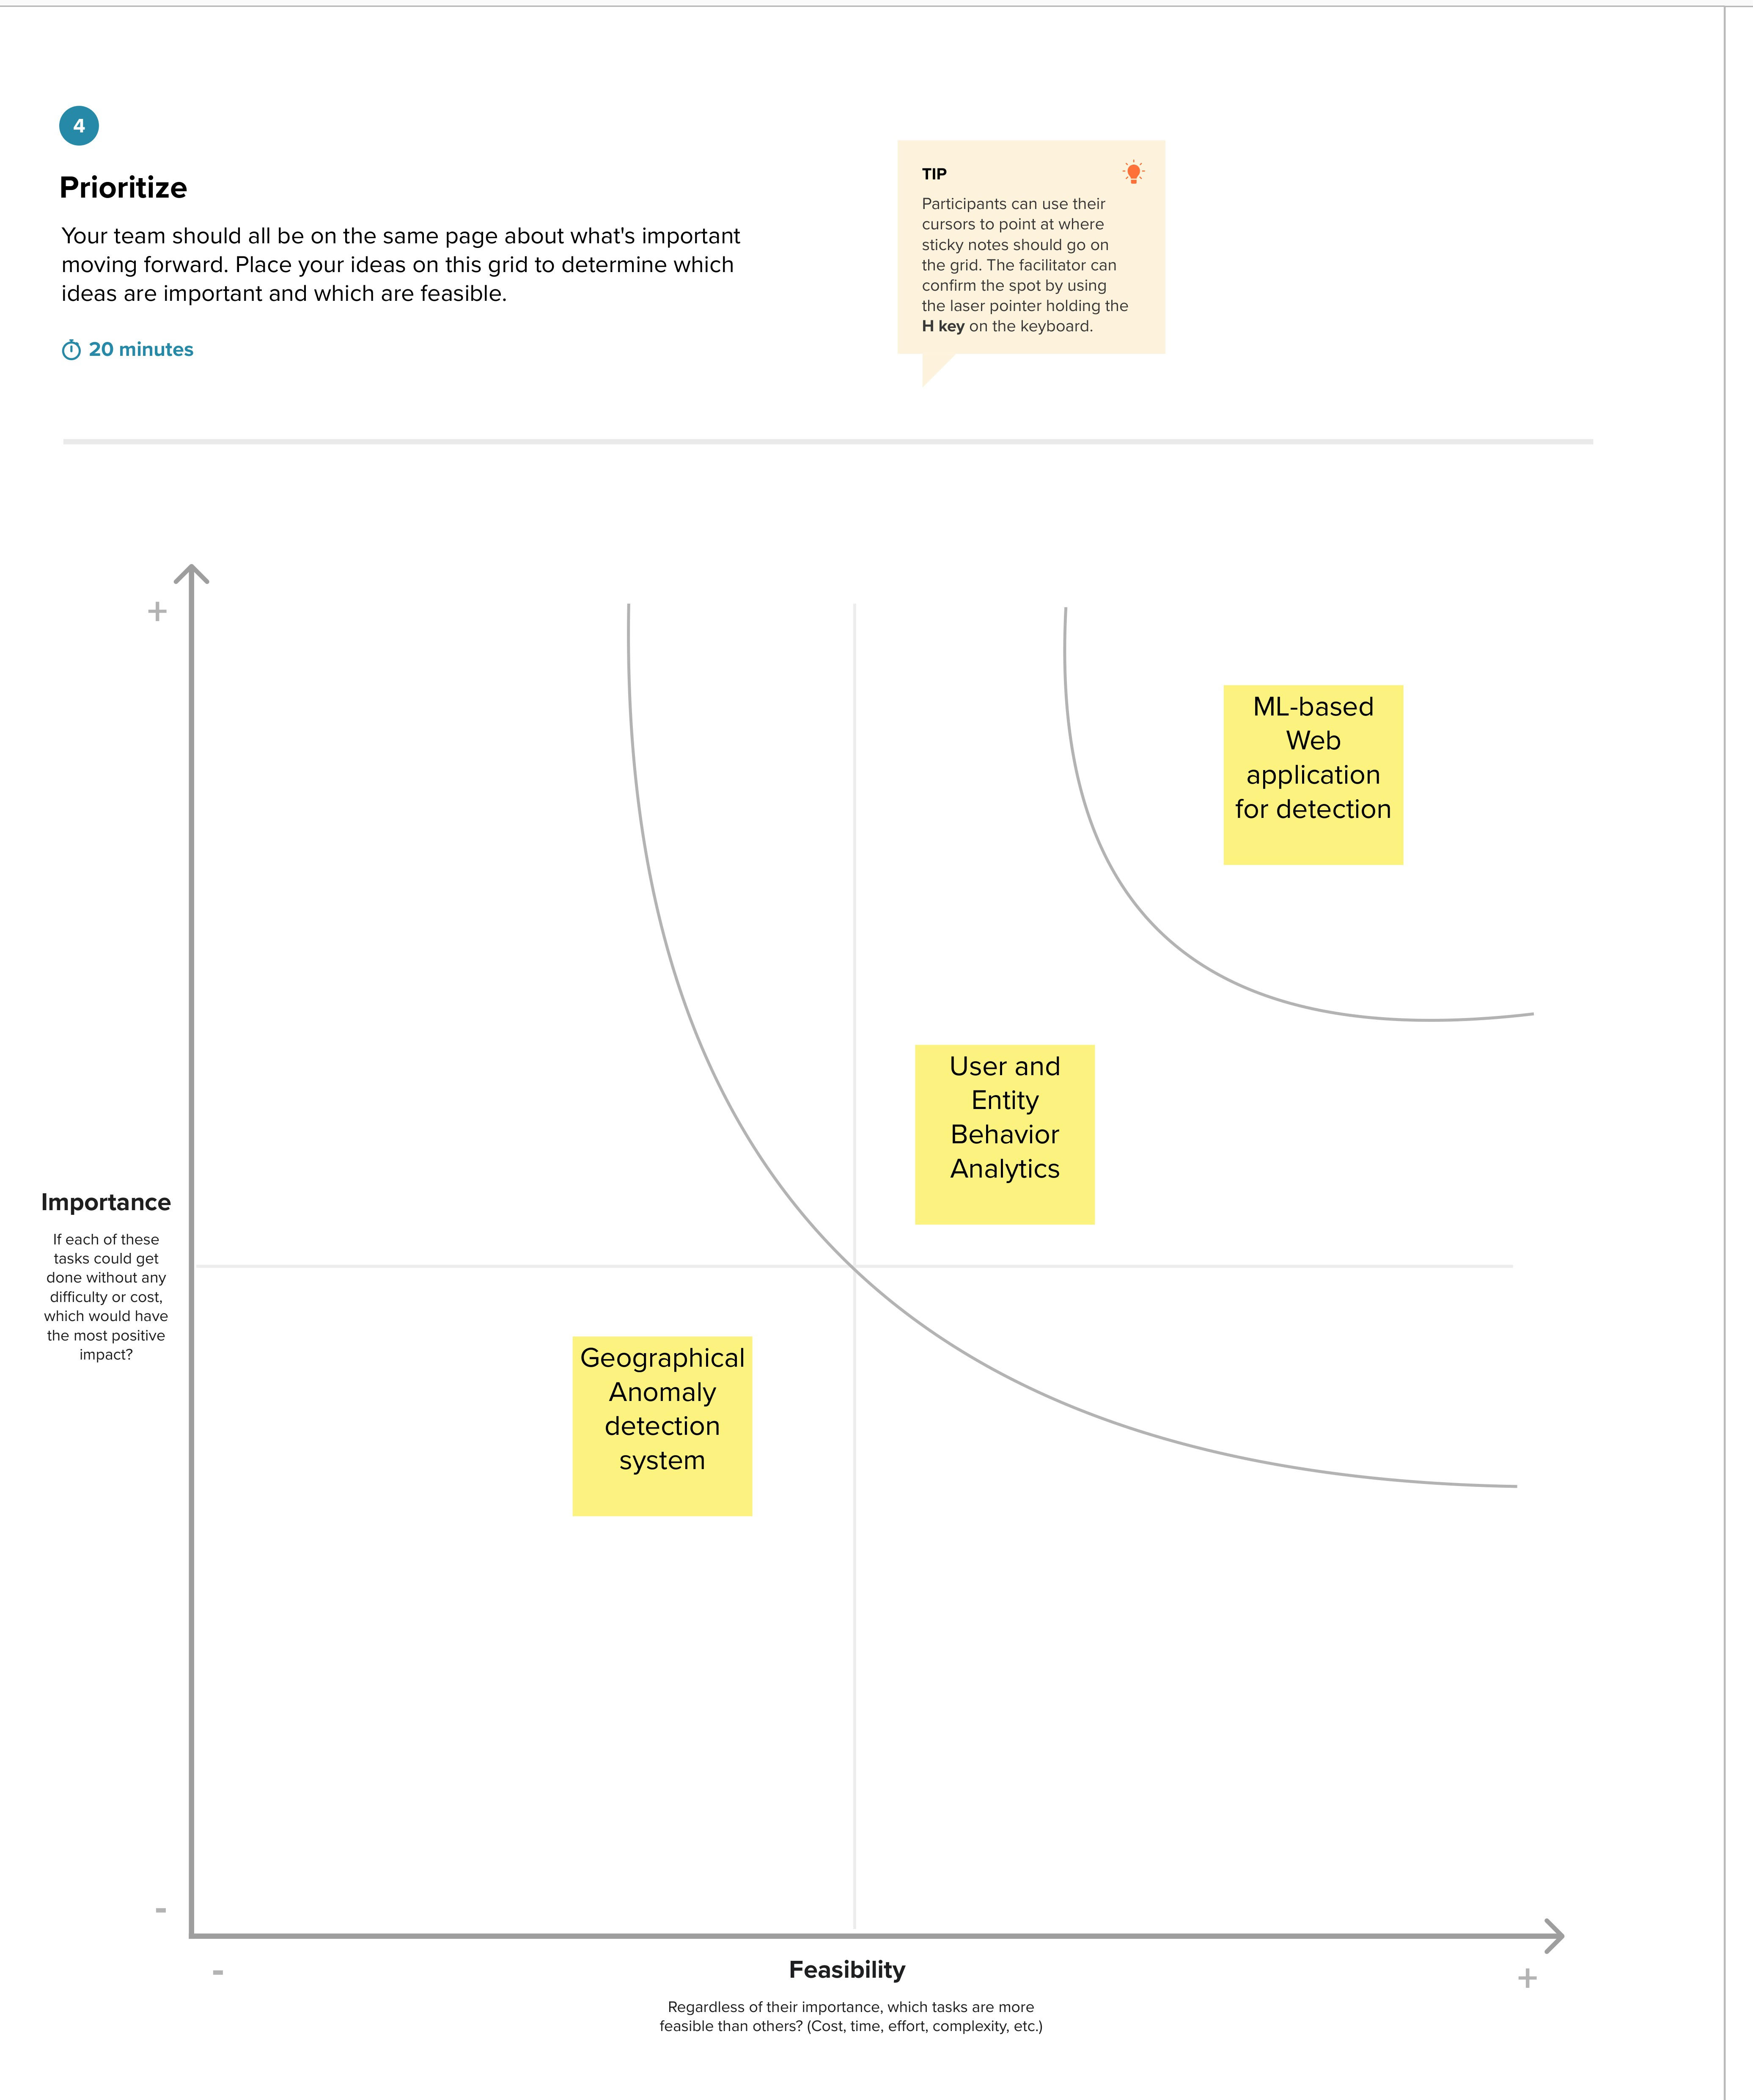 4
Prioritize
Your team should all be on the same page about what's important
moving forward. Place your ideas on this grid to determine which
ideas are important and which are feasible.
20 minutes
TIP
Participants can use their
cursors to point at where
sticky notes should go on
the grid. The facilitator can
confirm the spot by using
the laser pointer holding the
H key on the keyboard.
+
ML-based
Web
application
for detection
User and
Entity
Behavior
Analytics
Importance
If each of these
tasks could get
done without any
difficulty or cost,
which would have
the most positive
impact?
Geographical
Anomaly
detection
system
-
-
Feasibility
+
Regardless of their importance, which tasks are more
feasible than others? (Cost, time, effort, complexity, etc.)